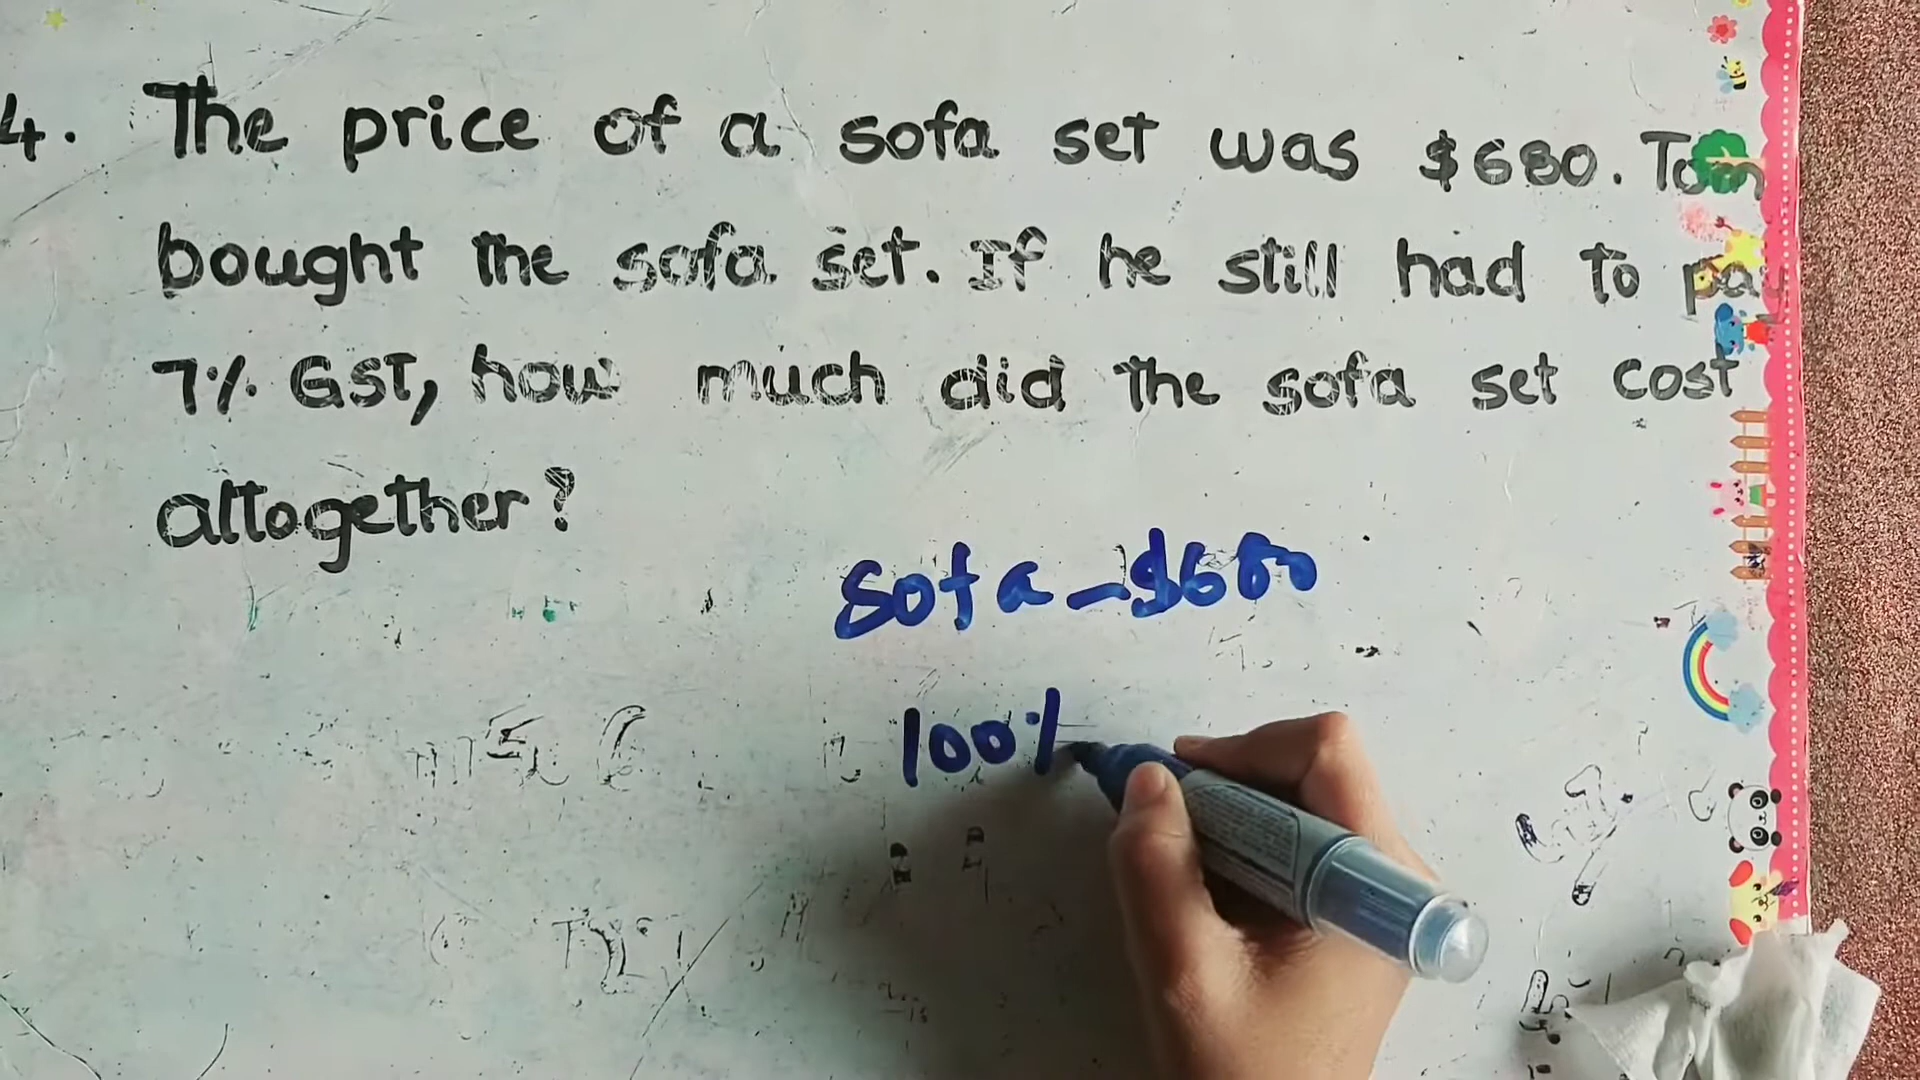 4. The price of a sofa set was $680. Tom
bought the sofa set. If he still had to pay
7% GST, how much did the sofa set cost
altogether?
Sofa - $680
100%